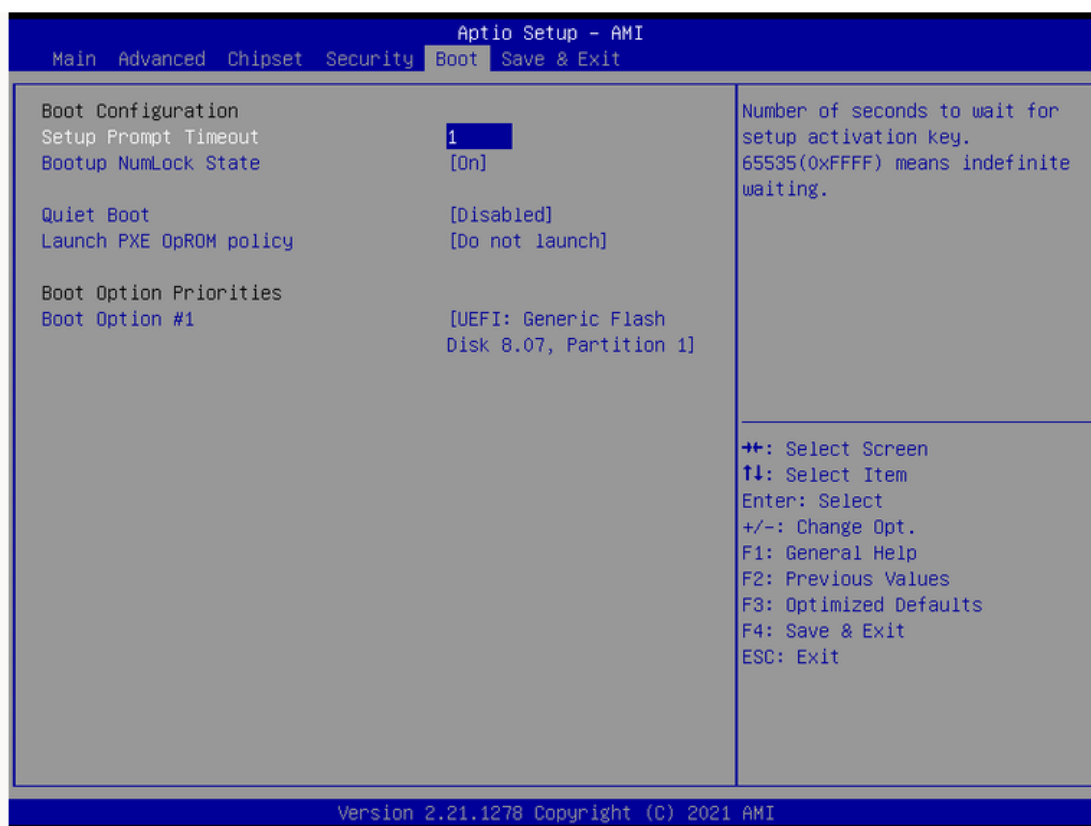 Aptio Setup – AMI
Main Advanced Chipset Security Boot Save & Exit
Boot Configuration
Setup Prompt Timeout 1
Bootup NumLock State [On]
Quiet Boot [Disabled]
Launch PXE OpROM policy [Do not launch]
Boot Option Priorities
Boot Option #1 [UEFI: Generic Flash
Disk 8.07, Partition 1]
Number of seconds to wait for
setup activation key.
65535(0xFFFF) means indefinite
waiting.
→←: Select Screen
↑↓: Select Item
Enter: Select
+/-: Change Opt.
F1: General Help
F2: Previous Values
F3: Optimized Defaults
F4: Save & Exit
ESC: Exit
Version 2.21.1278 Copyright (C) 2021 AMI